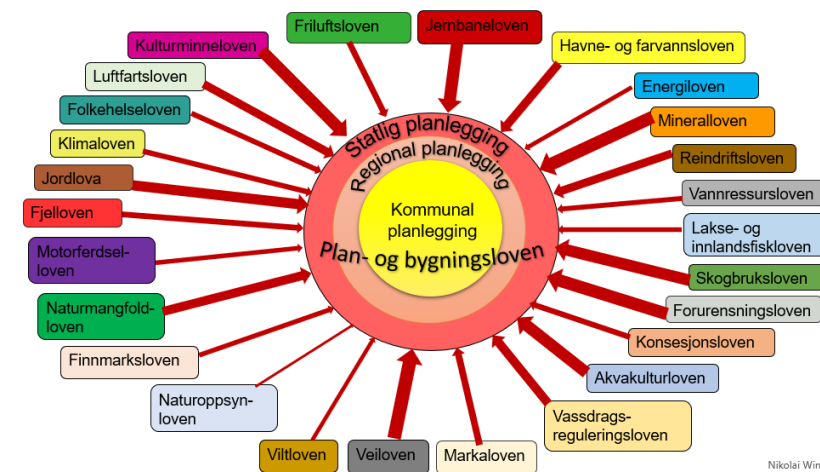 Friluftsloven
Jernbaneloven
Kulturminneloven
Havne- og farvannsloven
Luftfartsloven
Energiloven
Folkehelseloven
Mineralloven
Klimaloven
Reindriftsloven
Jordlova
Vannressursloven
Fjelloven
Lakse- og
innlandsfiskloven
Motorferdsel-
loven
Skogbruksloven
Naturmangfold-
loven
Forurensningsloven
Finnmarksloven
Konsesjonsloven
Naturoppsyn-
loven
Akvakulturloven
Vassdrags-
reguleringsloven
Viltloven
Veiloven
Markaloven
Statlig planlegging
Regional planlegging
Kommunal
planlegging
Plan- og bygningsloven
Nikolai Win